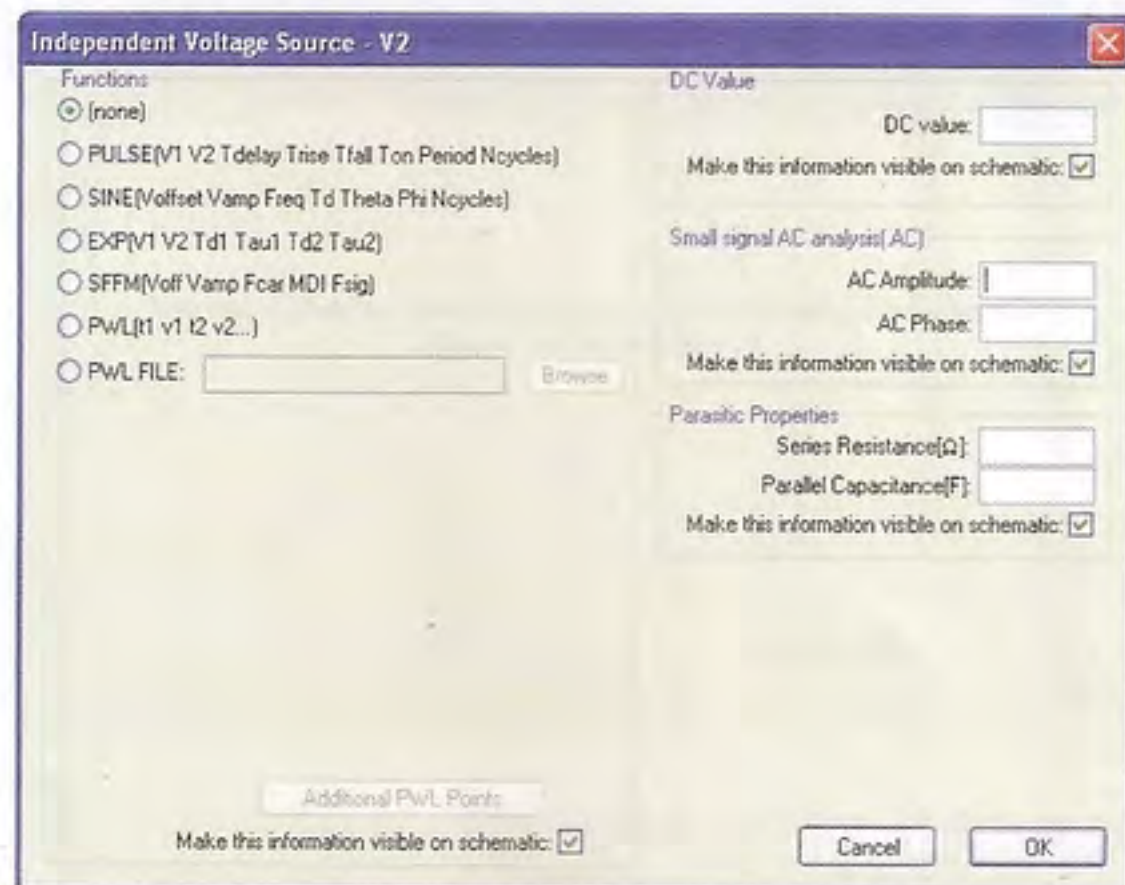 Independent Voltage Source - V2
Functions
(none)
PULSE(V1 V2 Tdelay Trise Tfall Ton Period Ncycles)
SINE(Voffset Vamp Freq Td Theta Phi Ncycles)
EXP(V1 V2 Td1 Tau1 Td2 Tau2)
SFFM(Voff Vamp Fcar MDI Fsig)
PWL(t1 v1 t2 v2...)
PWL FILE:
Browse
Additional PWL Points
Make this information visible on schematic:
DC Value
DC value:
Make this information visible on schematic:
Small signal AC analysis(.AC)
AC Amplitude:
AC Phase:
Make this information visible on schematic:
Parasitic Properties
Series Resistance[Ω]:
Parallel Capacitance[F]:
Make this information visible on schematic:
Cancel
OK